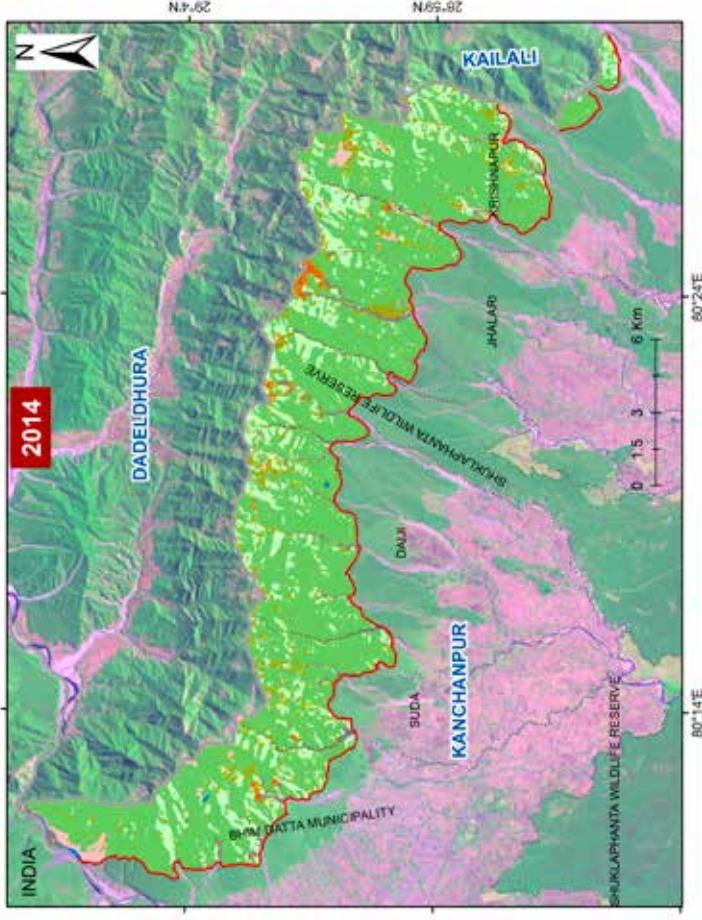 INDIA
2014
N
29°4'N
DADELDHURA
KAILALI
28°59'N
BHIM DATTA MUNICIPALITY
SUDA
DAIJI
SHUKLAPHANTA WILDLIFE RESERVE
JHALARI
KRISHNAPUR
KANCHANPUR
SHUKLAPHANTA WILDLIFE RESERVE
0 1.5 3 6 Km
80°14'E
80°24'E